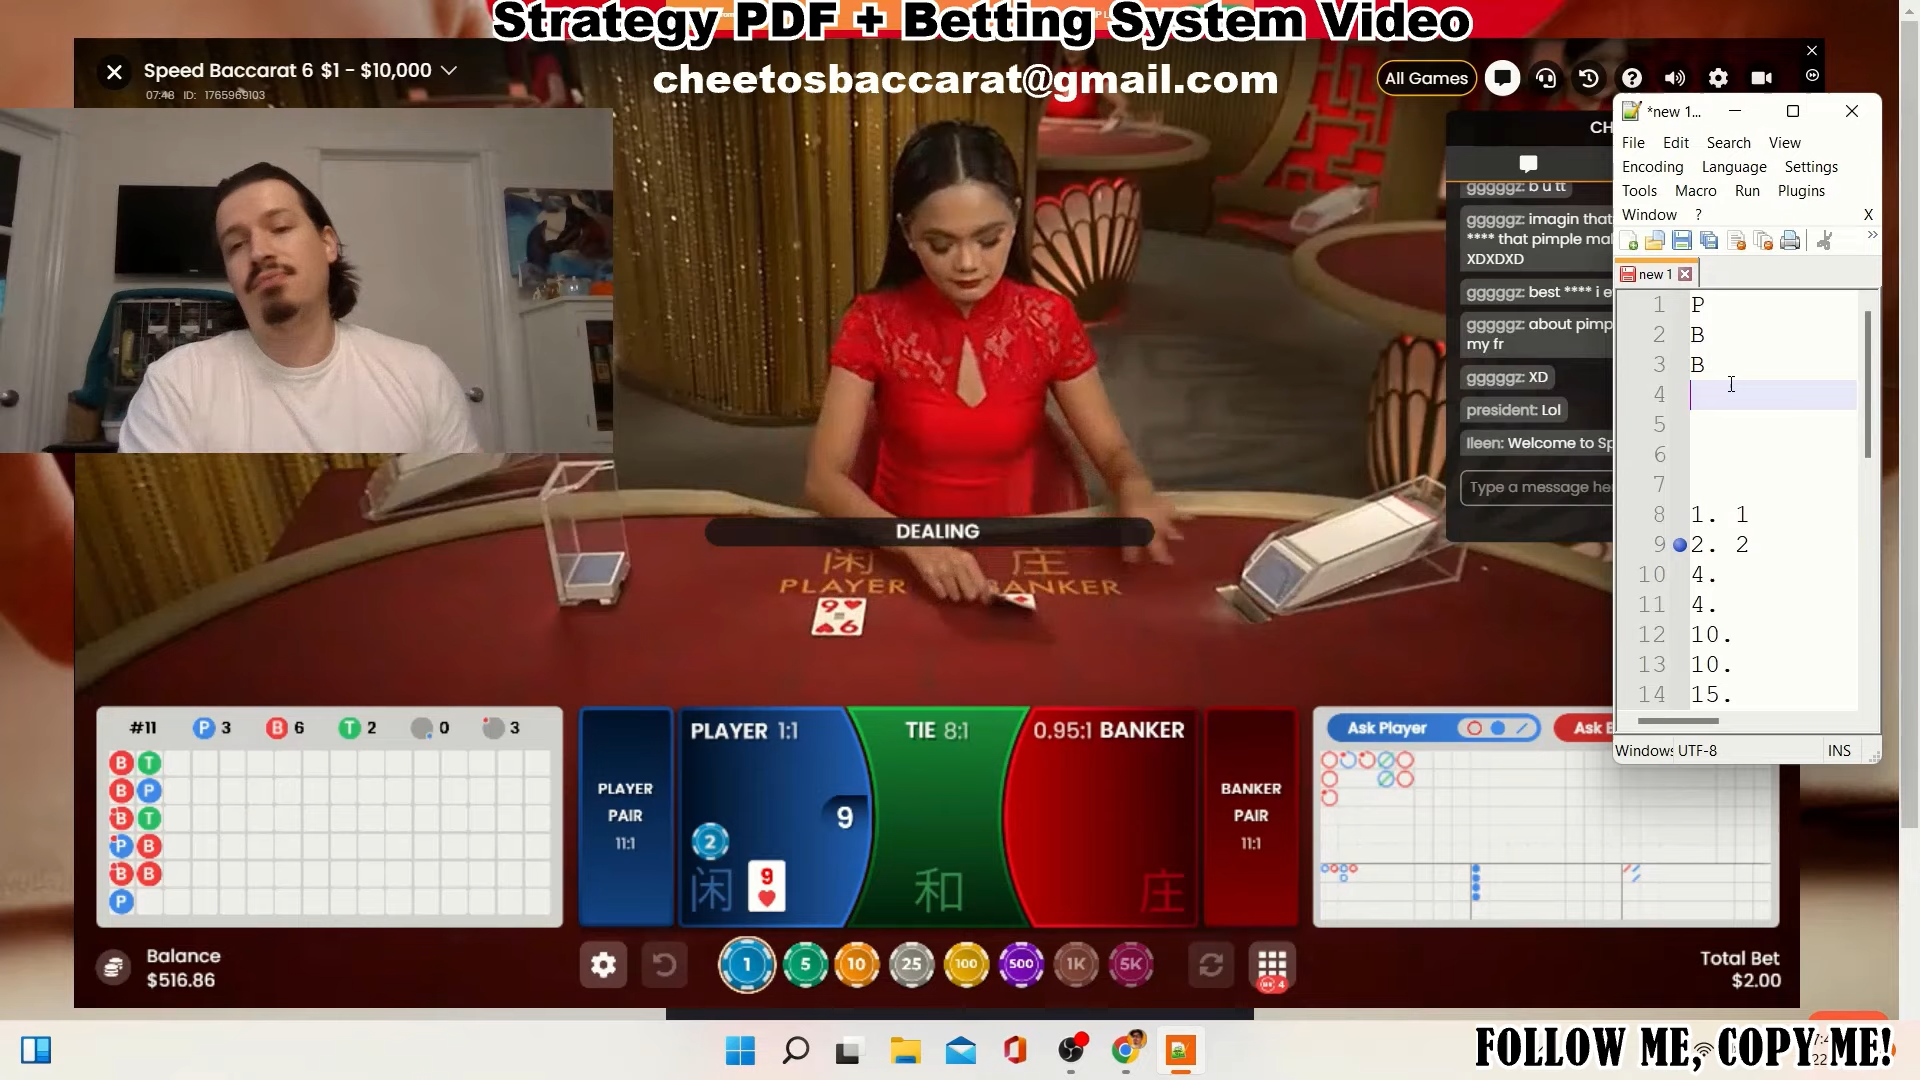 Strategy PDF + Betting System Video
cheetosbaccarat@gmail.com
Speed Baccarat 6 $1 - $10,000
07:48 ID: 1765969103
All Games
gggggz: b u tt
gggggz: imagin that
**** that pimple
XDXDXD
gggggz: best **** i
gggggz: about
my fr
gggggz: XD
president: Lol
Ileen: Welcome to
Type a message
*new 1...
File Edit Search View
Encoding Language Settings
Tools Macro Run Plugins
Window ? X
new 1
1 P
2 B
3 B
4
5
6
7
8 1. 1
9 2. 2
10 4.
11 4.
12 10.
13 10.
14 15.
Windows UTF-8 INS
DEALING
闲 庄
PLAYER BANKER
9
6
#11 P 3 B 6 T 2 0 3
B T
B P
B T
P B
B B
P
PLAYER PAIR 11:1
PLAYER 1:1
9
2
闲
9
TIE 8:1
和
0.95:1 BANKER
庄
BANKER PAIR 11:1
Ask Player
Balance
$516.86
1 5 10 25 100 500 1K 5K
4
Total Bet
$2.00
FOLLOW ME, COPY ME!